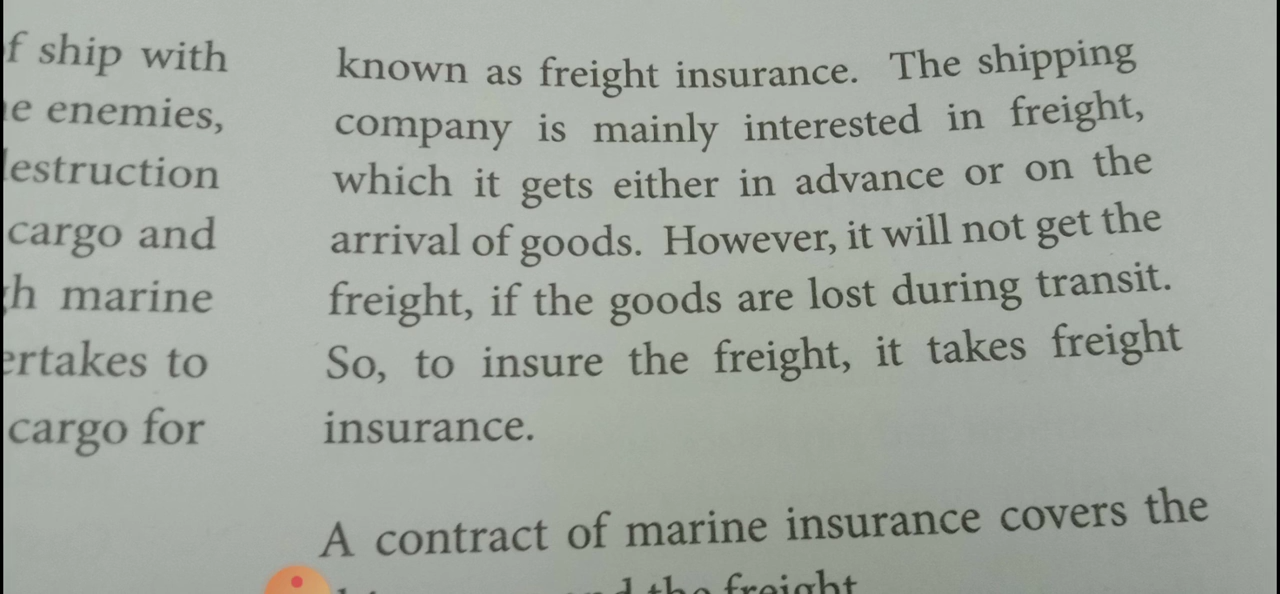 f ship with
e enemies,
estruction
cargo and
h marine
ertakes to
cargo for
known as freight insurance. The shipping
company is mainly interested in freight,
which it gets either in advance or on the
arrival of goods. However, it will not get the
freight, if the goods are lost during transit.
So, to insure the freight, it takes freight
insurance.
A contract of marine insurance covers the
the freight